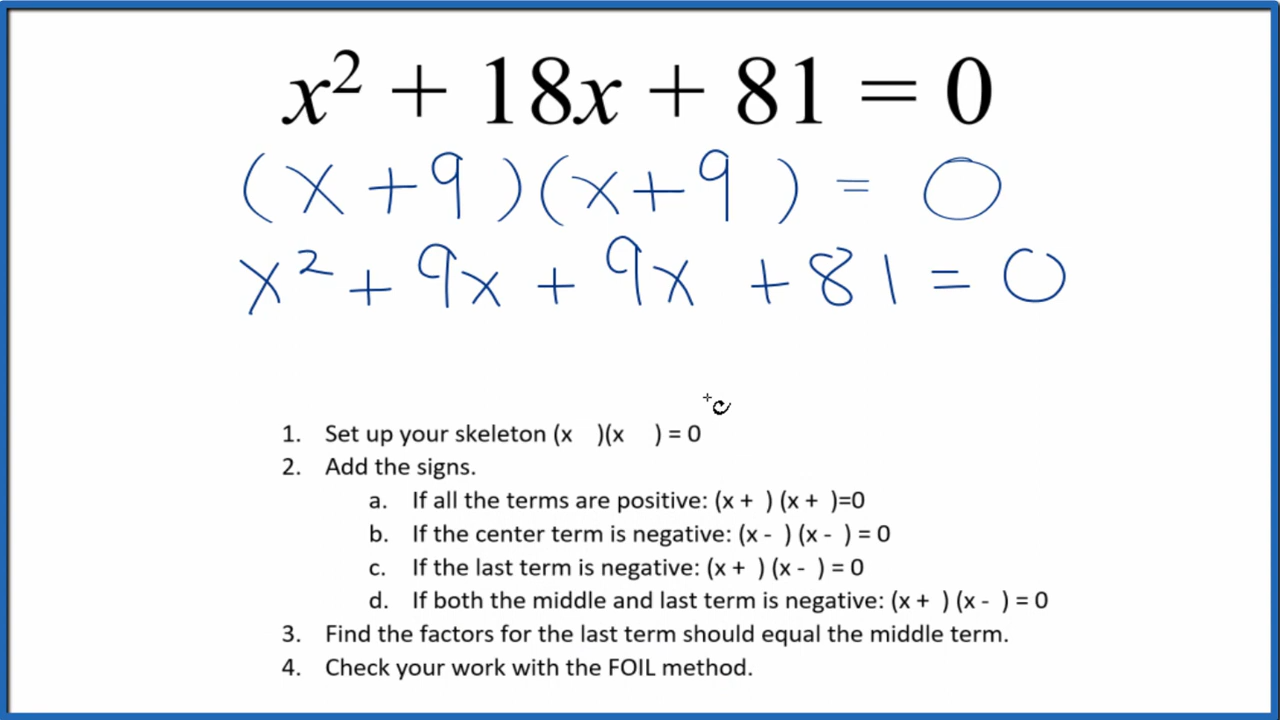 x² + 18x + 81 = 0
(x + 9)(x + 9) = 0
x² + 9x + 9x + 81 = 0
1. Set up your skeleton (x   )(x   ) = 0
2. Add the signs.
a. If all the terms are positive: (x +  ) (x +  )=0
b. If the center term is negative: (x -  ) (x -  ) = 0
c. If the last term is negative: (x +  ) (x -  ) = 0
d. If both the middle and last term is negative: (x +  ) (x -  ) = 0
3. Find the factors for the last term should equal the middle term.
4. Check your work with the FOIL method.